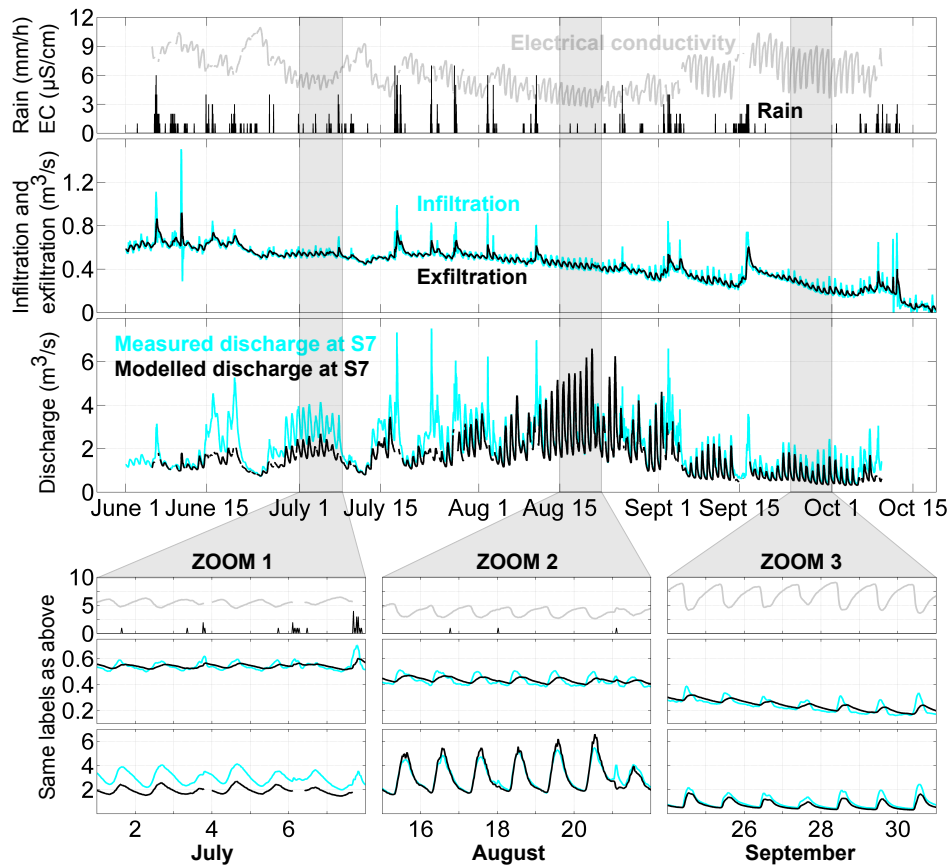 Rain (mm/h)
EC (µS/cm)
12
9
6
3
0
Electrical conductivity
Rain
Infiltration and
exfiltration (m³/s)
1.2
0.8
0.4
0
Infiltration
Exfiltration
Discharge (m³/s)
6
4
2
0
Measured discharge at S7
Modelled discharge at S7
June 1 June 15 July 1 July 15 Aug 1 Aug 15 Sept 1 Sept 15 Oct 1 Oct 15
ZOOM 1 ZOOM 2 ZOOM 3
Same labels as above
10
5
0
0.6
0.4
0.2
6
4
2
2 4 6 16 18 20 26 28 30
July August September